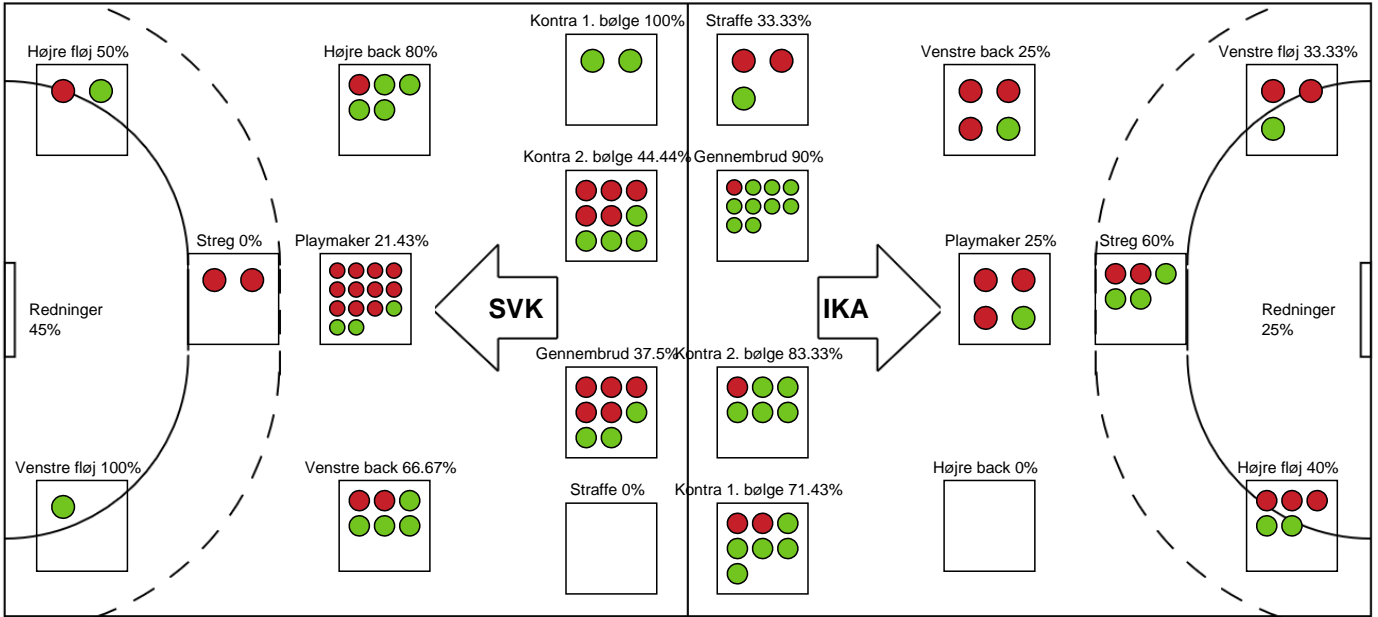 Kontra 1. bølge 100%
Straffe 33.33%
Højre fløj 50%
Højre back 80%
Venstre back 25%
Venstre fløj 33.33%
Kontra 2. bølge 44.44%
Gennembrud 90%
Streg 0%
Playmaker 21.43%
Playmaker 25%
Streg 60%
SVK
IKA
Redninger
45%
Redninger
25%
Gennembrud 37.5%
Kontra 2. bølge 83.33%
Venstre fløj 100%
Venstre back 66.67%
Straffe 0%
Kontra 1. bølge 71.43%
Højre back 0%
Højre fløj 40%